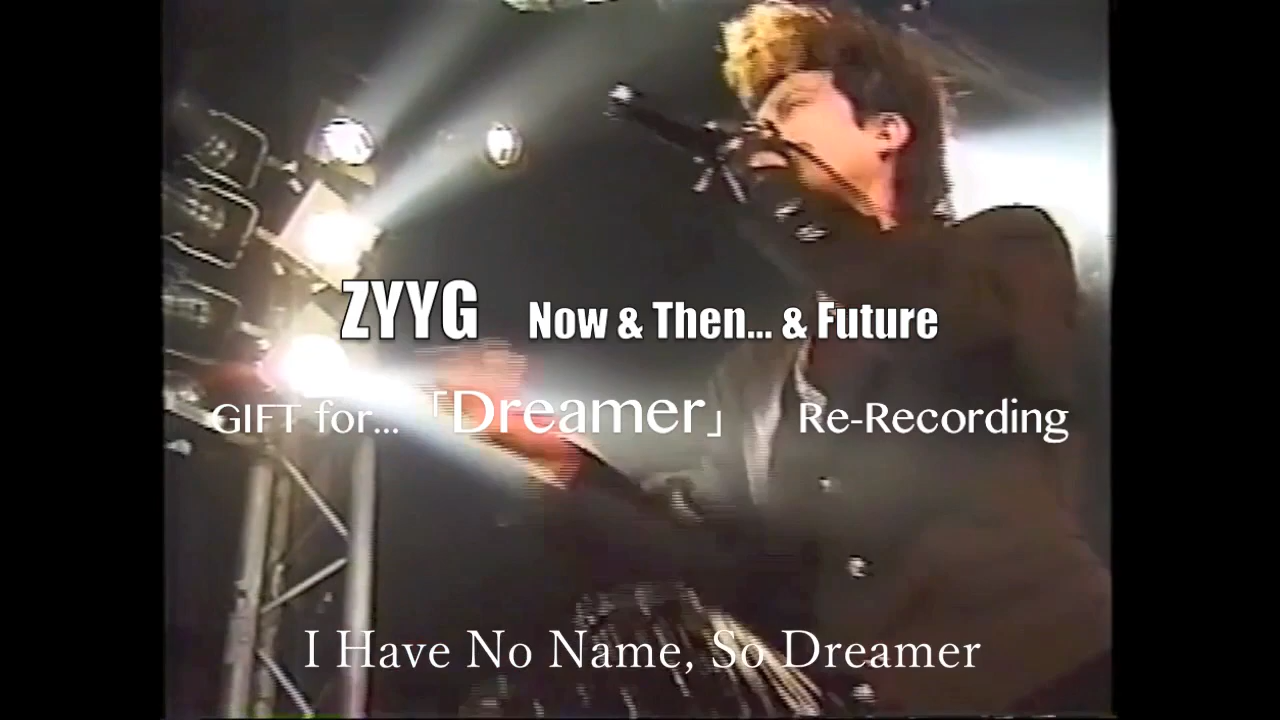 ZYYG Now & Then... & Future
GIFT for... 「Dreamer」 Re-Recording
I Have No Name, So Dreamer